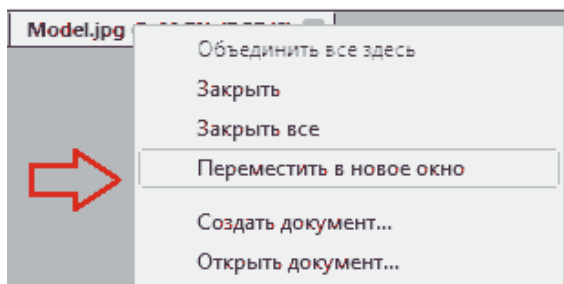 Model.jpg
Объединить все здесь
Закрыть
Закрыть все
Переместить в новое окно
Создать документ...
Открыть документ...